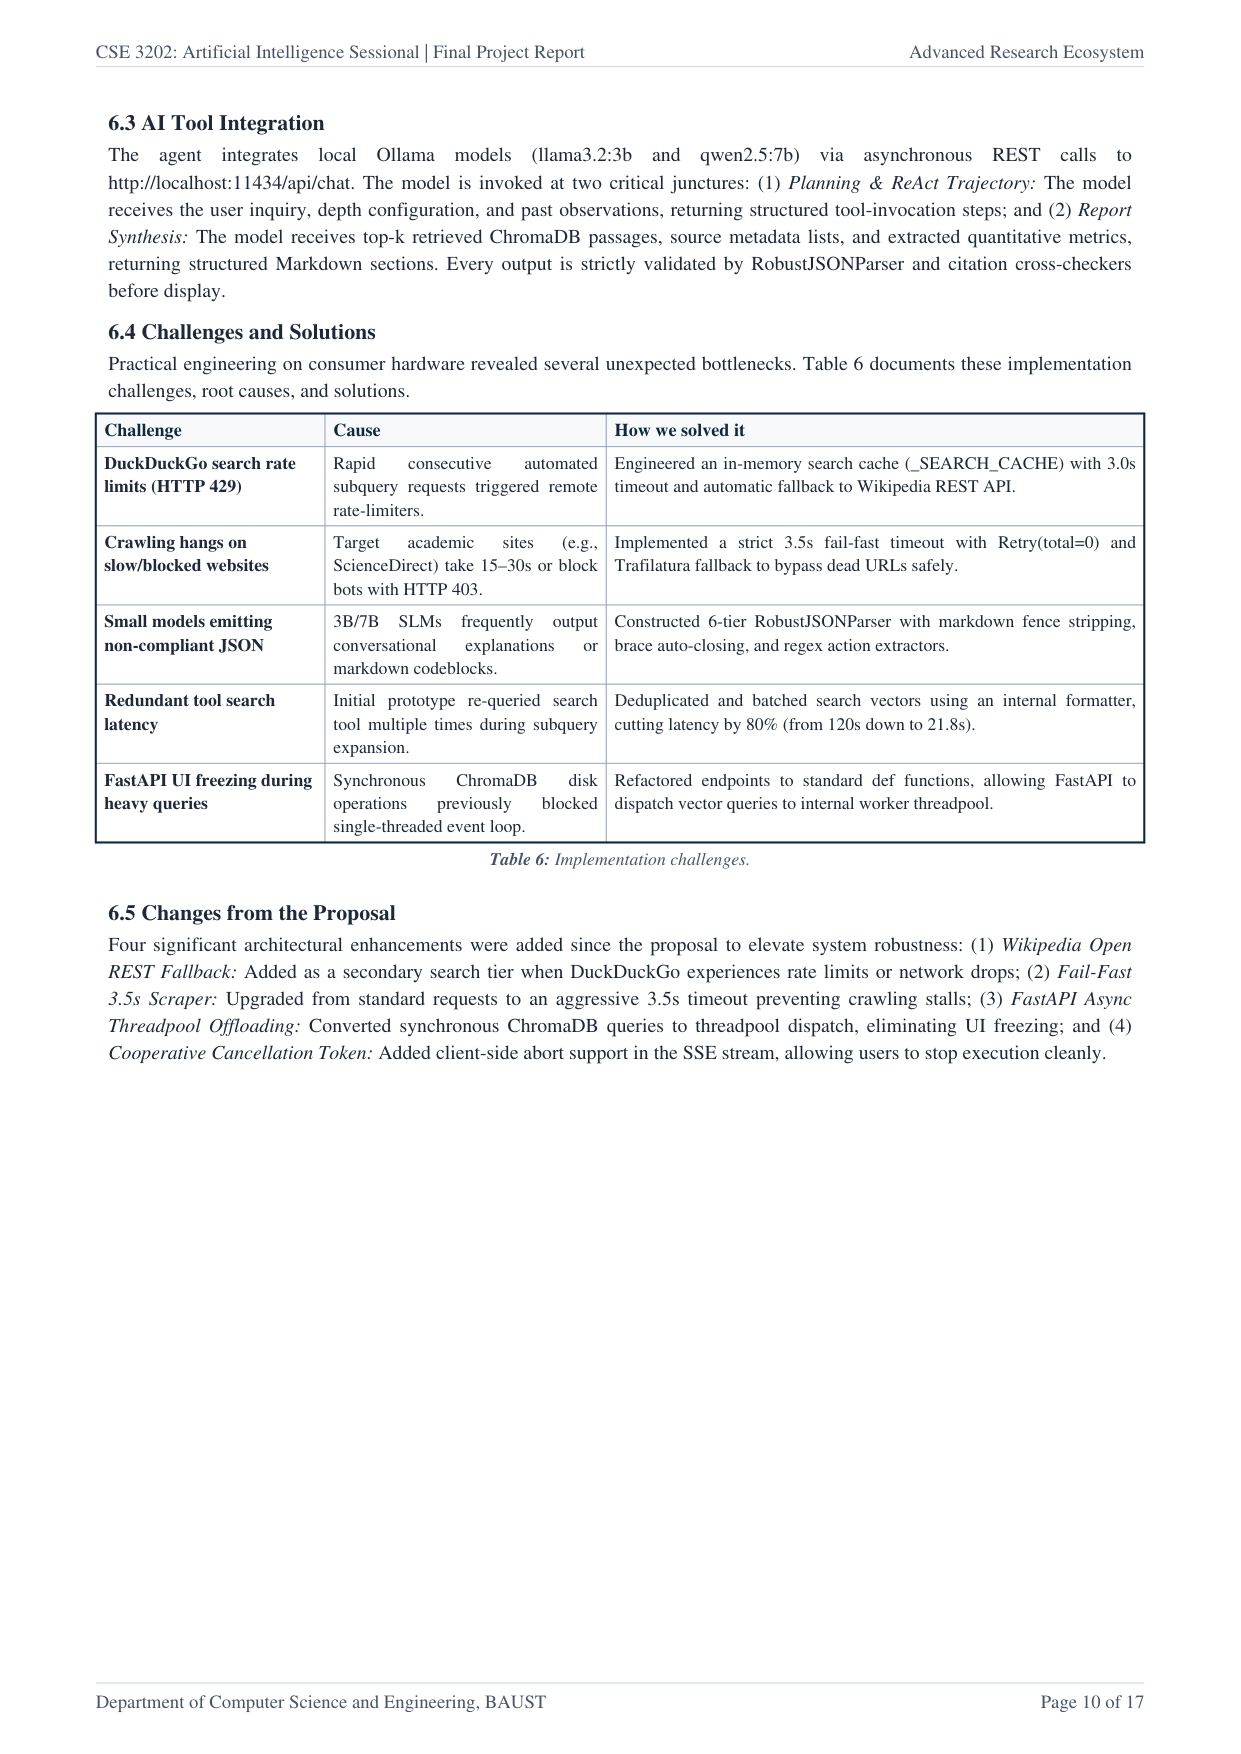 CSE 3202: Artificial Intelligence Sessional | Final Project Report
Advanced Research Ecosystem
6.3 AI Tool Integration
The agent integrates local Ollama models (llama3.2:3b and qwen2.5:7b) via asynchronous REST calls to
http://localhost:11434/api/chat. The model is invoked at two critical junctures: (1) Planning & ReAct Trajectory: The model
receives the user inquiry, depth configuration, and past observations, returning structured tool-invocation steps; and (2) Report
Synthesis: The model receives top-k retrieved ChromaDB passages, source metadata lists, and extracted quantitative metrics,
returning structured Markdown sections. Every output is strictly validated by RobustJSONParser and citation cross-checkers
before display.
6.4 Challenges and Solutions
Practical engineering on consumer hardware revealed several unexpected bottlenecks. Table 6 documents these implementation
challenges, root causes, and solutions.
Challenge
Cause
How we solved it
DuckDuckGo search rate
limits (HTTP 429)
Rapid consecutive automated
subquery requests triggered remote
rate-limiters.
Engineered an in-memory search cache (_SEARCH_CACHE) with 3.0s
timeout and automatic fallback to Wikipedia REST API.
Crawling hangs on
slow/blocked websites
Target academic sites (e.g.,
ScienceDirect) take 15–30s or block
bots with HTTP 403.
Implemented a strict 3.5s fail-fast timeout with Retry(total=0) and
Trafilatura fallback to bypass dead URLs safely.
Small models emitting
non-compliant JSON
3B/7B SLMs frequently output
conversational explanations or
markdown codeblocks.
Constructed 6-tier RobustJSONParser with markdown fence stripping,
brace auto-closing, and regex action extractors.
Redundant tool search
latency
Initial prototype re-queried search
tool multiple times during subquery
expansion.
Deduplicated and batched search vectors using an internal formatter,
cutting latency by 80% (from 120s down to 21.8s).
FastAPI UI freezing during
heavy queries
Synchronous ChromaDB disk
operations previously blocked
single-threaded event loop.
Refactored endpoints to standard def functions, allowing FastAPI to
dispatch vector queries to internal worker threadpool.
Table 6: Implementation challenges.
6.5 Changes from the Proposal
Four significant architectural enhancements were added since the proposal to elevate system robustness: (1) Wikipedia Open
REST Fallback: Added as a secondary search tier when DuckDuckGo experiences rate limits or network drops; (2) Fail-Fast
3.5s Scraper: Upgraded from standard requests to an aggressive 3.5s timeout preventing crawling stalls; (3) FastAPI Async
Threadpool Offloading: Converted synchronous ChromaDB queries to threadpool dispatch, eliminating UI freezing; and (4)
Cooperative Cancellation Token: Added client-side abort support in the SSE stream, allowing users to stop execution cleanly.
Department of Computer Science and Engineering, BAUST
Page 10 of 17